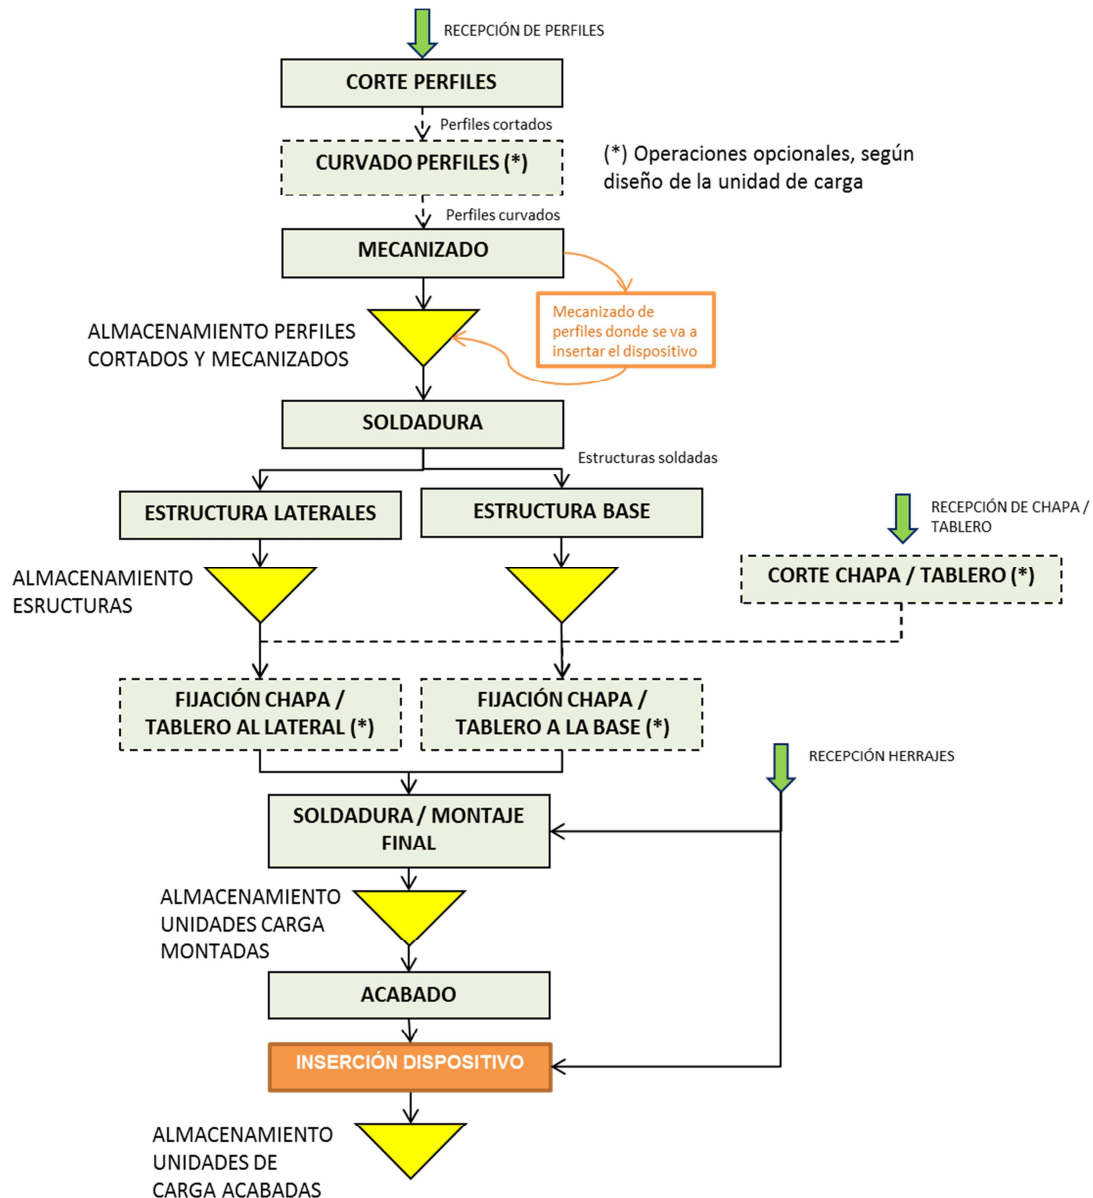 RECEPCIÓN DE PERFILES
CORTE PERFILES
Perfiles cortados
CURVADO PERFILES (*)
(*) Operaciones opcionales, según
diseño de la unidad de carga
Perfiles curvados
MECANIZADO
Mecanizado de
perfiles donde se va a
insertar el dispositivo
ALMACENAMIENTO PERFILES
CORTADOS Y MECANIZADOS
SOLDADURA
Estructuras soldadas
ESTRUCTURA LATERALES
ESTRUCTURA BASE
RECEPCIÓN DE CHAPA /
TABLERO
CORTE CHAPA / TABLERO (*)
ALMACENAMIENTO
ESRUCTURAS
FIJACIÓN CHAPA /
TABLERO AL LATERAL (*)
FIJACIÓN CHAPA /
TABLERO A LA BASE (*)
RECEPCIÓN HERRAJES
SOLDADURA / MONTAJE
FINAL
ALMACENAMIENTO
UNIDADES CARGA
MONTADAS
ACABADO
INSERCIÓN DISPOSITIVO
ALMACENAMIENTO
UNIDADES DE
CARGA ACABADAS